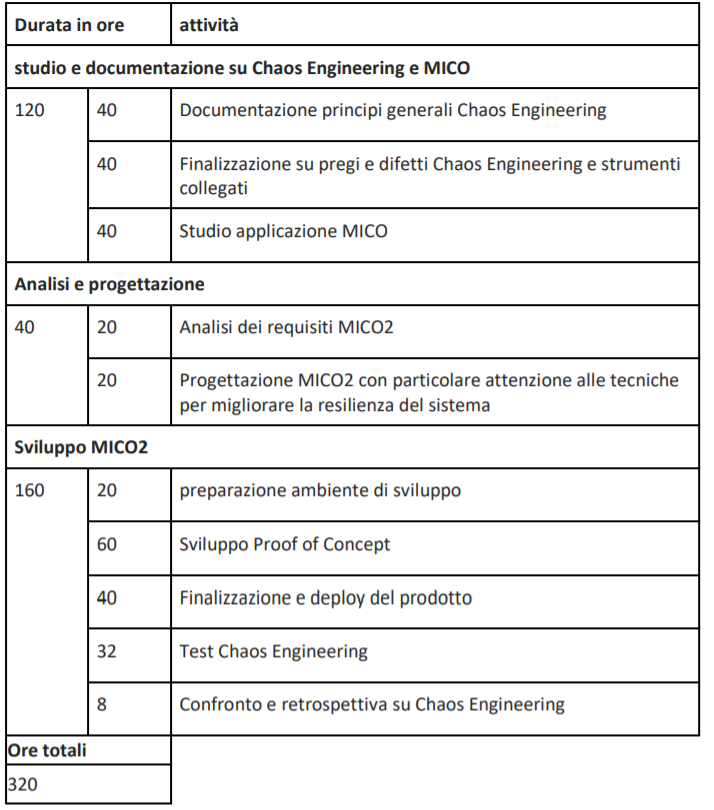 Durata in ore attività
studio e documentazione su Chaos Engineering e MICO
120 40 Documentazione principi generali Chaos Engineering
40 Finalizzazione su pregi e difetti Chaos Engineering e strumenti
collegati
40 Studio applicazione MICO
Analisi e progettazione
40 20 Analisi dei requisiti MICO2
20 Progettazione MICO2 con particolare attenzione alle tecniche
per migliorare la resilienza del sistema
Sviluppo MICO2
160 20 preparazione ambiente di sviluppo
60 Sviluppo Proof of Concept
40 Finalizzazione e deploy del prodotto
32 Test Chaos Engineering
8 Confronto e retrospettiva su Chaos Engineering
Ore totali
320